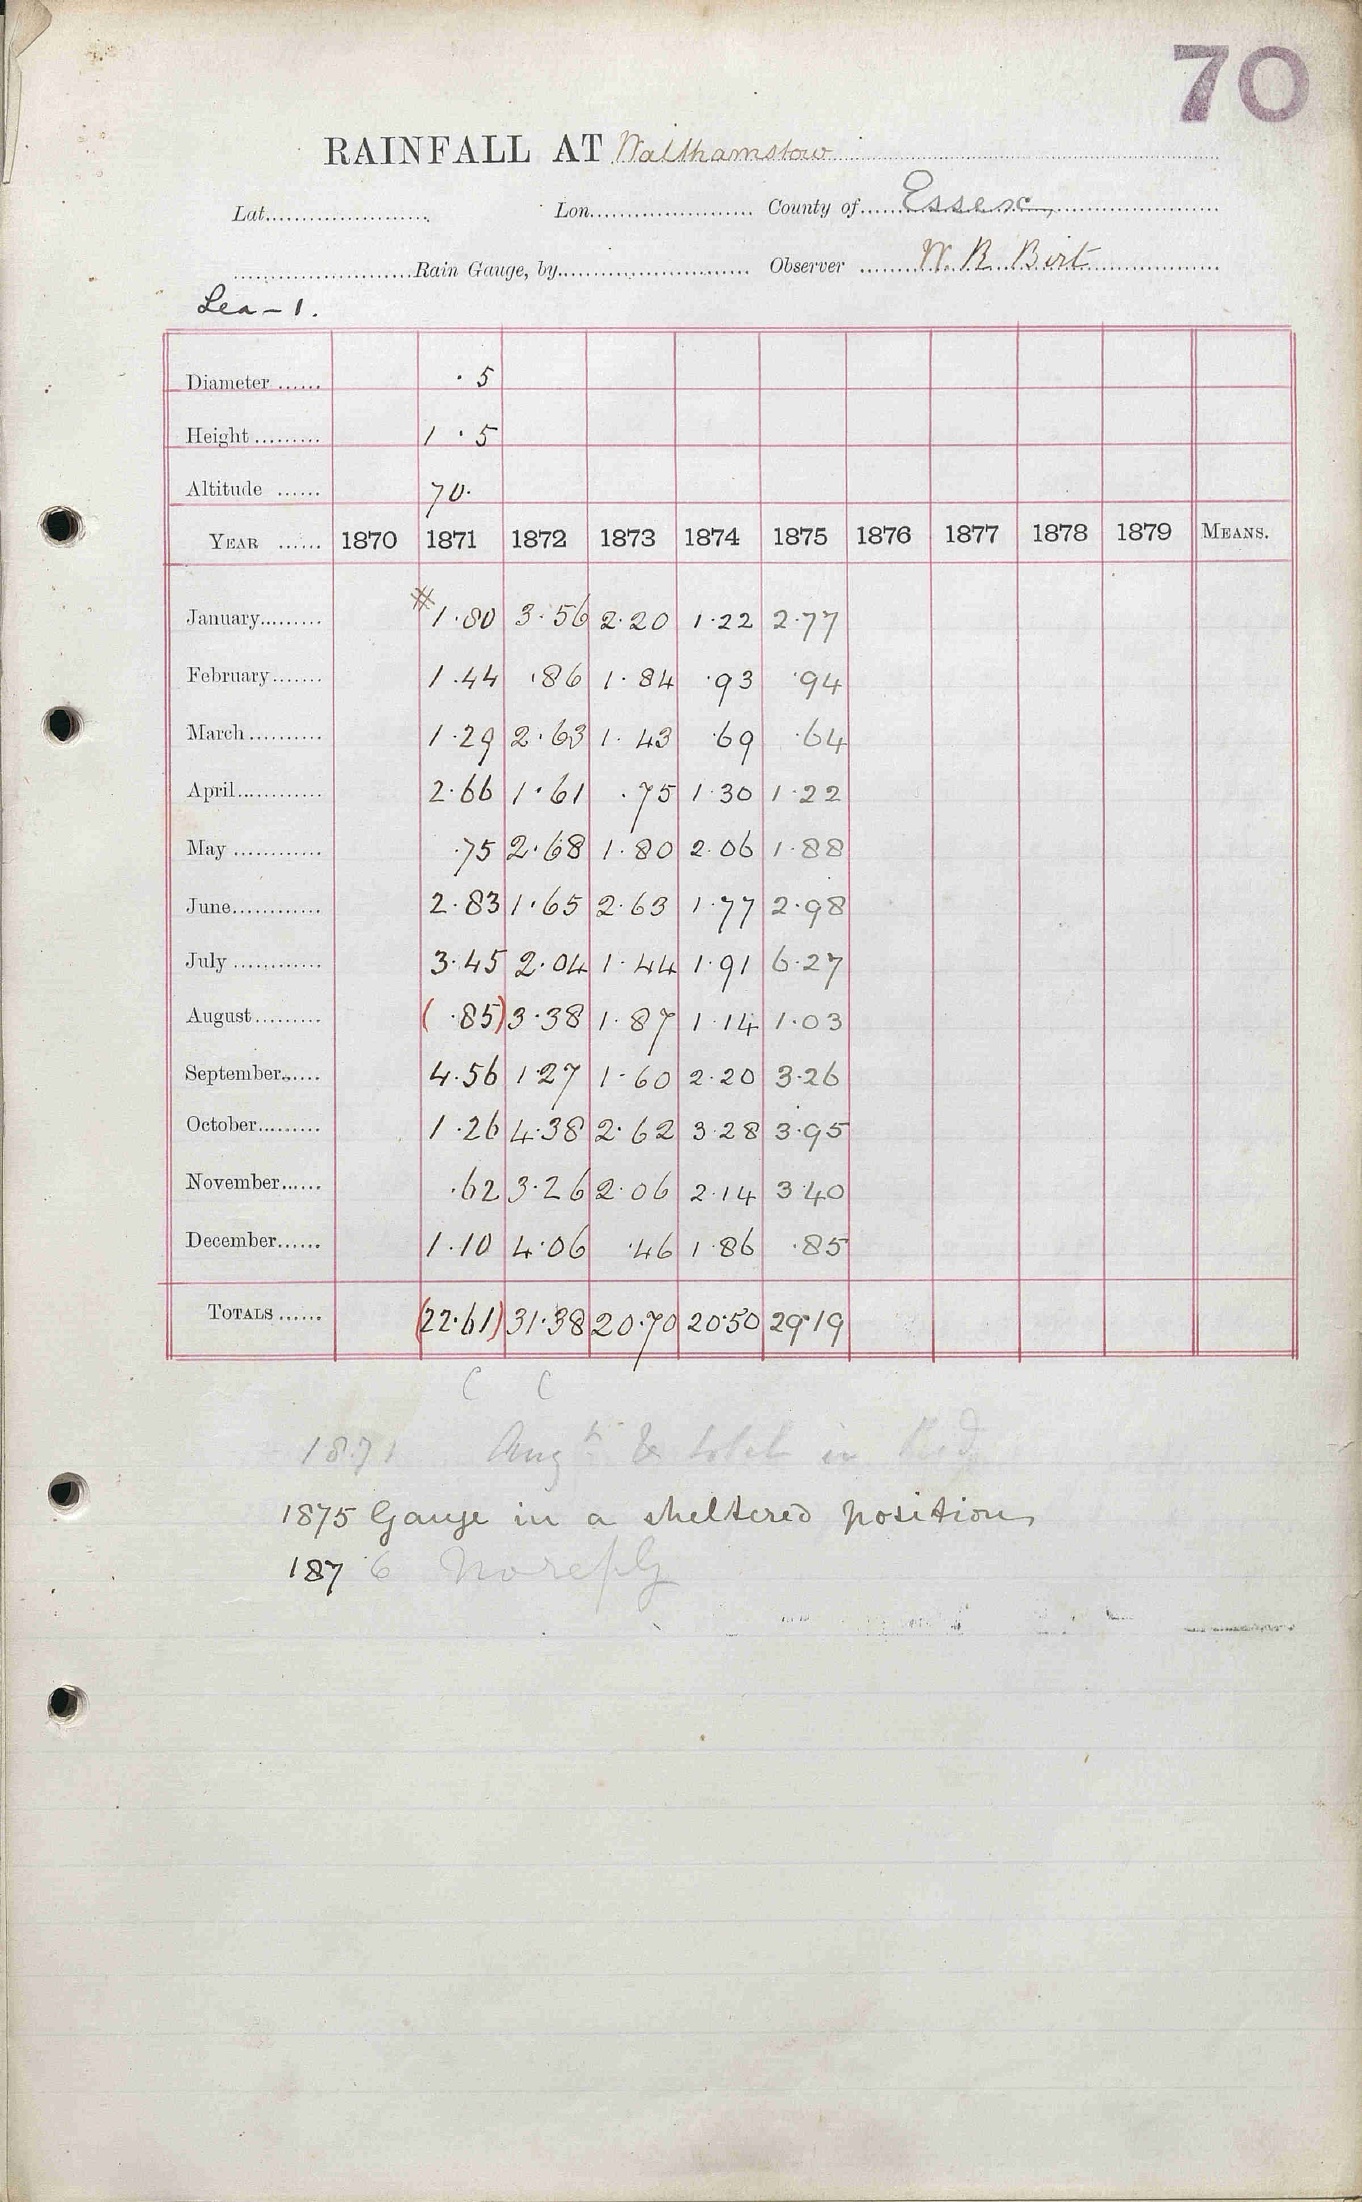 70
RAINFALL AT Walthamstow
Lat. Lon. County of Essex
Rain Gauge, by Observer W. R Birt
Lea - 1.
Diameter ...... · 5
Height ......... 1 · 5
Altitude ...... 70.
YEAR ...... 1870 1871 1872 1873 1874 1875 1876 1877 1878 1879 MEANS.
January......... 1·80 3·56 2·20 1·22 2·77
February....... 1·44 ·86 1·84 ·93 ·94
March.......... 1·29 2·63 1·43 ·69 ·64
April............ 2·66 1·61 ·75 1·30 1·22
May ............ ·75 2·68 1·80 2·06 1·88
June............ 2·83 1·65 2·63 1·77 2·98
July ............ 3·45 2·04 1·44 1·91 6·27
August......... (·85) 3·38 1·87 1·14 1·03
September...... 4·56 1·27 1·60 2·20 3·26
October......... 1·26 4·38 2·62 3·28 3·95
November...... ·62 3·26 2·06 2·14 3·40
December...... 1·10 4·06 ·46 1·86 ·85
TOTALS ...... (22·61) 31·38 20·70 20·50 29·19
C C
1871 Augt & total in Red
1875 Gauge in a sheltered position
1876 No reply